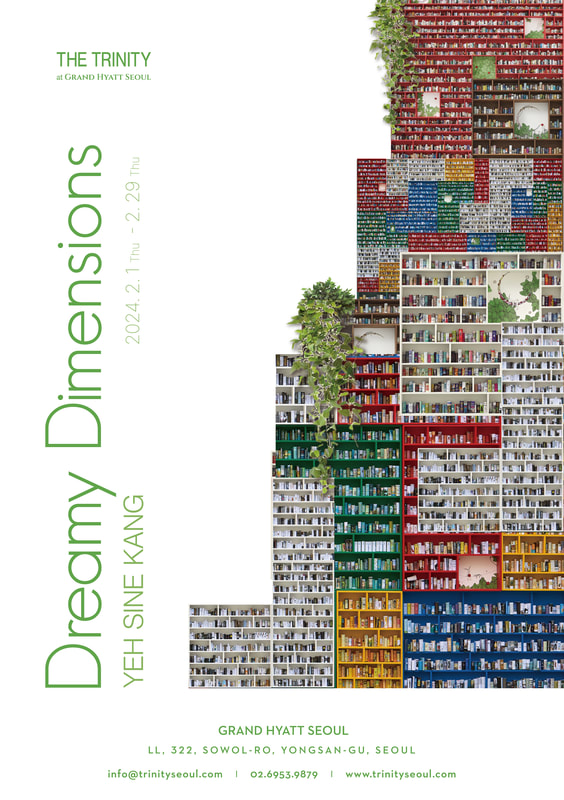 THE TRINITY
at GRAND HYATT SEOUL
Dreamy Dimensions
YEH SINE KANG
2024. 2. 1 Thu - 2. 29 Thu
GRAND HYATT SEOUL
LL, 322, SOWOL-RO, YONGSAN-GU, SEOUL
info@trinityseoul.com | 02.6953.9879 | www.trinityseoul.com